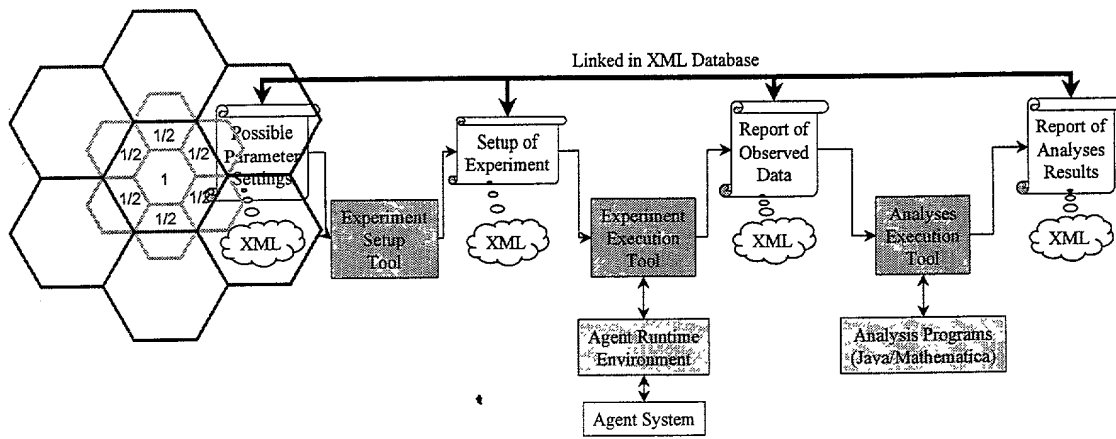 Linked in XML Database
Possible
Parameter
Settings
Setup of
Experiment
Report of
Observed
Data
Report of
Analyses
Results
1/2
1/2
1/2
1
1/2
1/2
1/2
XML
XML
XML
XML
Experiment
Setup
Tool
Experiment
Execution
Tool
Analyses
Execution
Tool
Agent Runtime
Environment
Analysis Programs
(Java/Mathematica)
Agent System